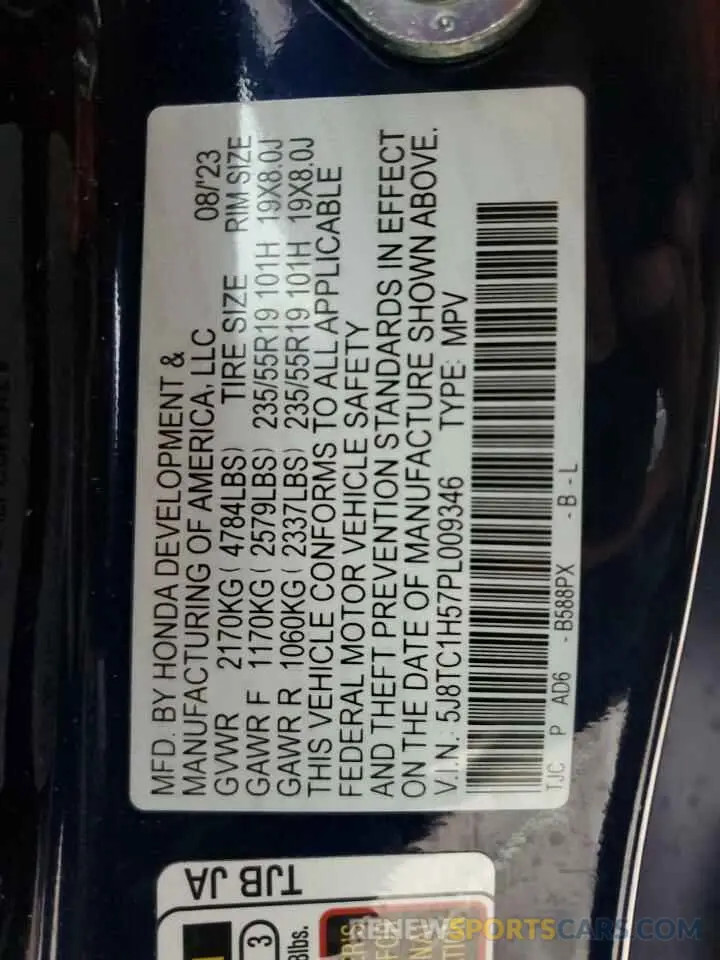 MFD. BY HONDA DEVELOPMENT &
MANUFACTURING OF AMERICA, LLC 08/'23
GVWR 2170KG ( 4784LBS) TIRE SIZE RIM SIZE
GAWR F 1170KG ( 2579LBS) 235/55R19 101H 19X8.0J
GAWR R 1060KG ( 2337LBS) 235/55R19 101H 19X8.0J
THIS VEHICLE CONFORMS TO ALL APPLICABLE
FEDERAL MOTOR VEHICLE SAFETY
AND THEFT PREVENTION STANDARDS IN EFFECT
ON THE DATE OF MANUFACTURE SHOWN ABOVE.
V.I.N.: 5J8TC1H57PL009346 TYPE: MPV
TJC P AD6 - B588PX - B - L
TJB JA
3
lbs.
RENEWSPORTSCARS.COM